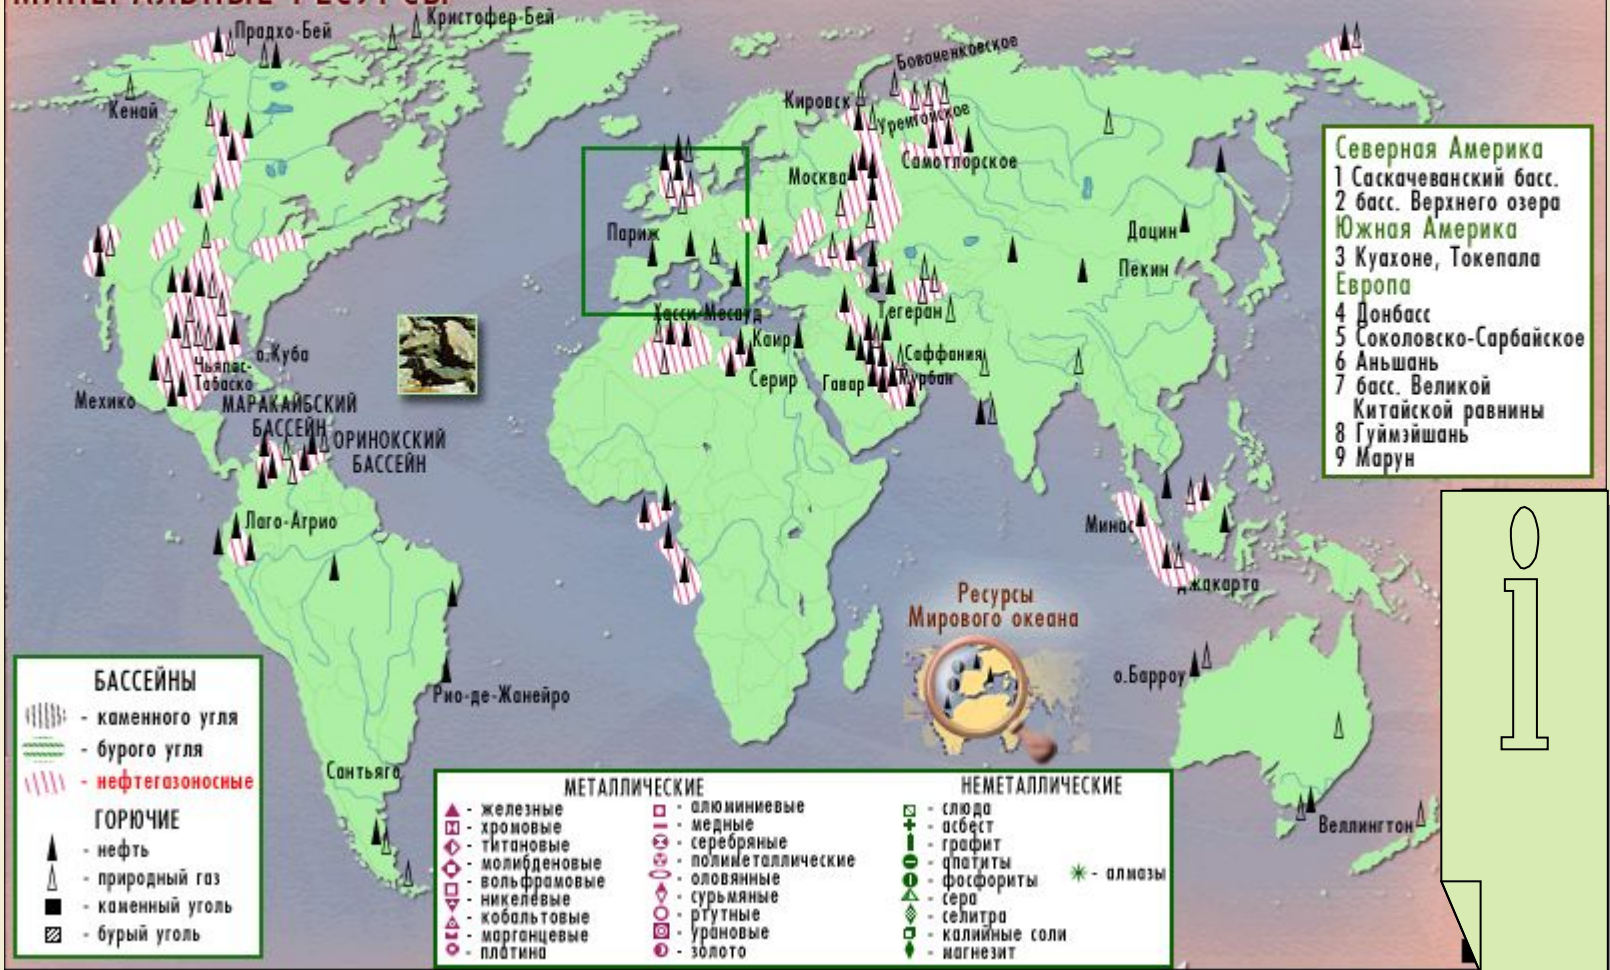 МИНЕРАЛЬНЫЕ РЕСУРСЫ
Прадхо-Бей
Кристофер-Бей
Кенай
Бованенковское
Кировск
Уренгойское
Самотлорское
Москва
Париж
Дацин
Пекин
Хасси-Месауд
Тегеран
Каир
Саффания
Серир
Гавар
Мурбан
о.Куба
Чьяпас-
Табаско
Мехико
МАРАКАЙБСКИЙ
БАССЕЙН
ОРИНОКСКИЙ
БАССЕЙН
Лаго-Агрио
Минас
Джакарта
о.Барроу
Рио-де-Жанейро
Сантьяго
Веллингтон
Ресурсы
Мирового океана
Северная Америка
1 Саскачеванский басс.
2 басс. Верхнего озера
Южная Америка
3 Куахоне, Токепала
Европа
4 Донбасс
5 Соколовско-Сарбайское
6 Аньшань
7 басс. Великой
Китайской равнины
8 Гуймэйшань
9 Марун
i
БАССЕЙНЫ
- каменного угля
- бурого угля
- нефтегазоносные
ГОРЮЧИЕ
- нефть
- природный газ
- каменный уголь
- бурый уголь
МЕТАЛЛИЧЕСКИЕ
- железные
- хромовые
- титановые
- молибденовые
- вольфрамовые
- никелевые
- кобальтовые
- марганцевые
- платина
- алюминиевые
- медные
- серебряные
- полиметаллические
- оловянные
- сурьмяные
- ртутные
- урановые
- золото
НЕМЕТАЛЛИЧЕСКИЕ
- слюда
- асбест
- графит
- апатиты
- фосфориты
- сера
- селитра
- калийные соли
- магнезит
- алмазы